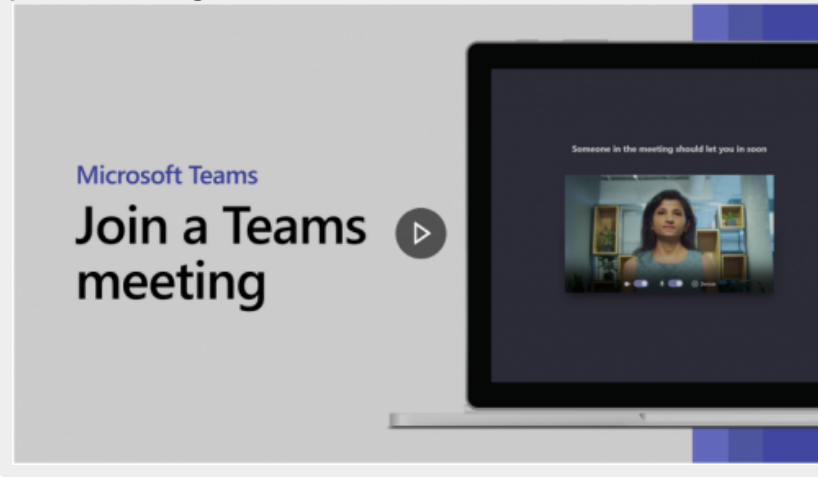 Microsoft Teams
Join a Teams
meeting
Someone in the meeting should let you in soon